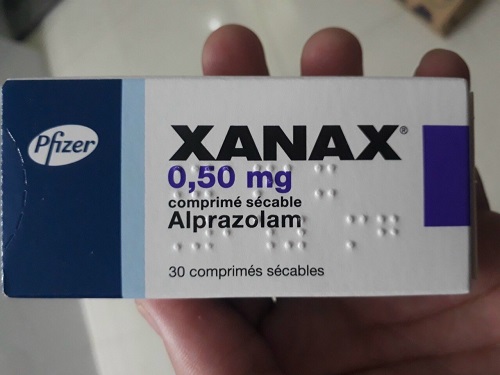 Pfizer
XANAX®
0,50 mg
comprimé sécable
Alprazolam
30 comprimés sécables